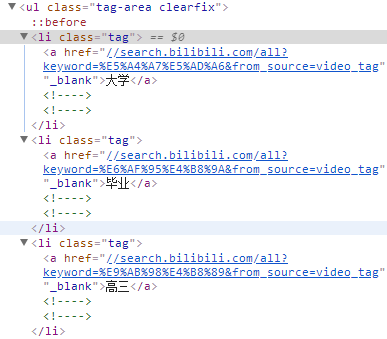 ▼<ul class="tag-area clearfix">
::before
▼<li class="tag"> == $0
<a href="//search.bilibili.com/all?
keyword=%E5%A4%A7%E5%AD%A6&from_source=video_tag"
"_blank">大学</a>
<!---->
<!---->
</li>
▼<li class="tag">
<a href="//search.bilibili.com/all?
keyword=%E6%AF%95%E4%B8%9A&from_source=video_tag"
"_blank">毕业</a>
<!---->
<!---->
</li>
▼<li class="tag">
<a href="//search.bilibili.com/all?
keyword=%E9%AB%98%E4%B8%89&from_source=video_tag"
"_blank">高三</a>
<!---->
<!---->
</li>